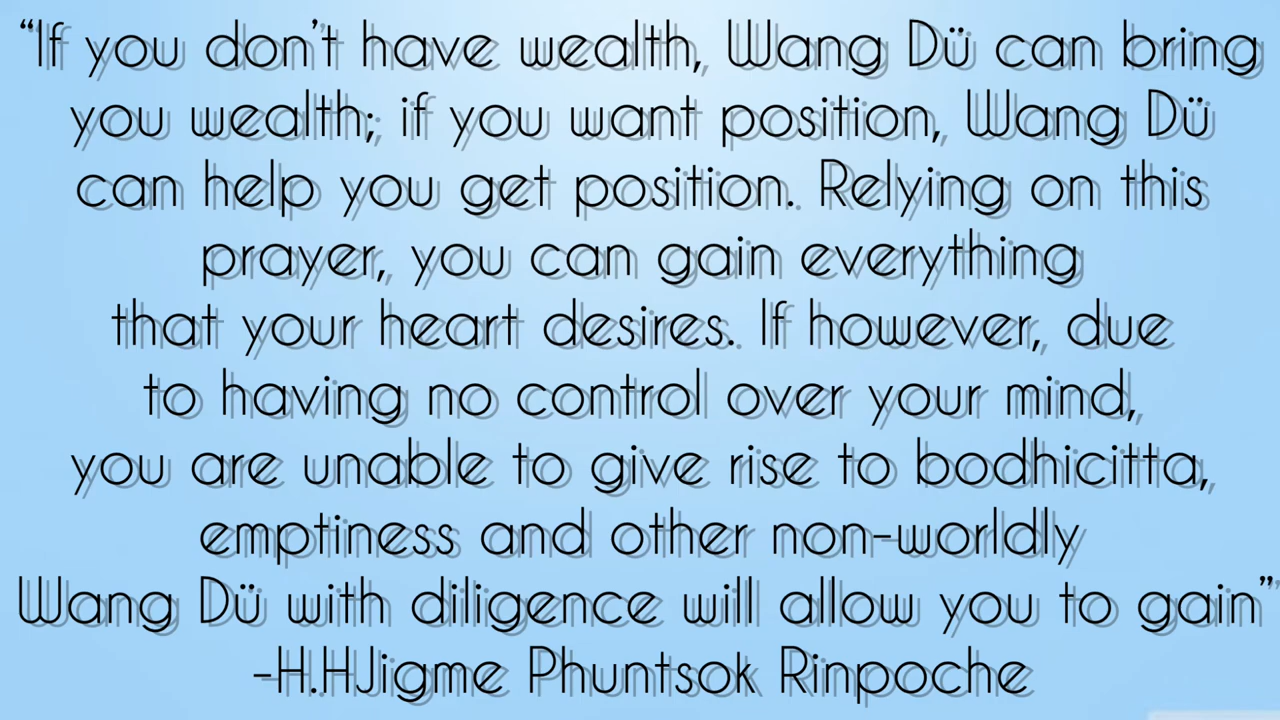 “If you don’t have wealth, Wang Dü can bring
you wealth; if you want position, Wang Dü
can help you get position. Relying on this
prayer, you can gain everything
that your heart desires. If however, due
to having no control over your mind,
you are unable to give rise to bodhicitta,
emptiness and other non-worldly
Wang Dü with diligence will allow you to gain”
-H.HJigme Phuntsok Rinpoche